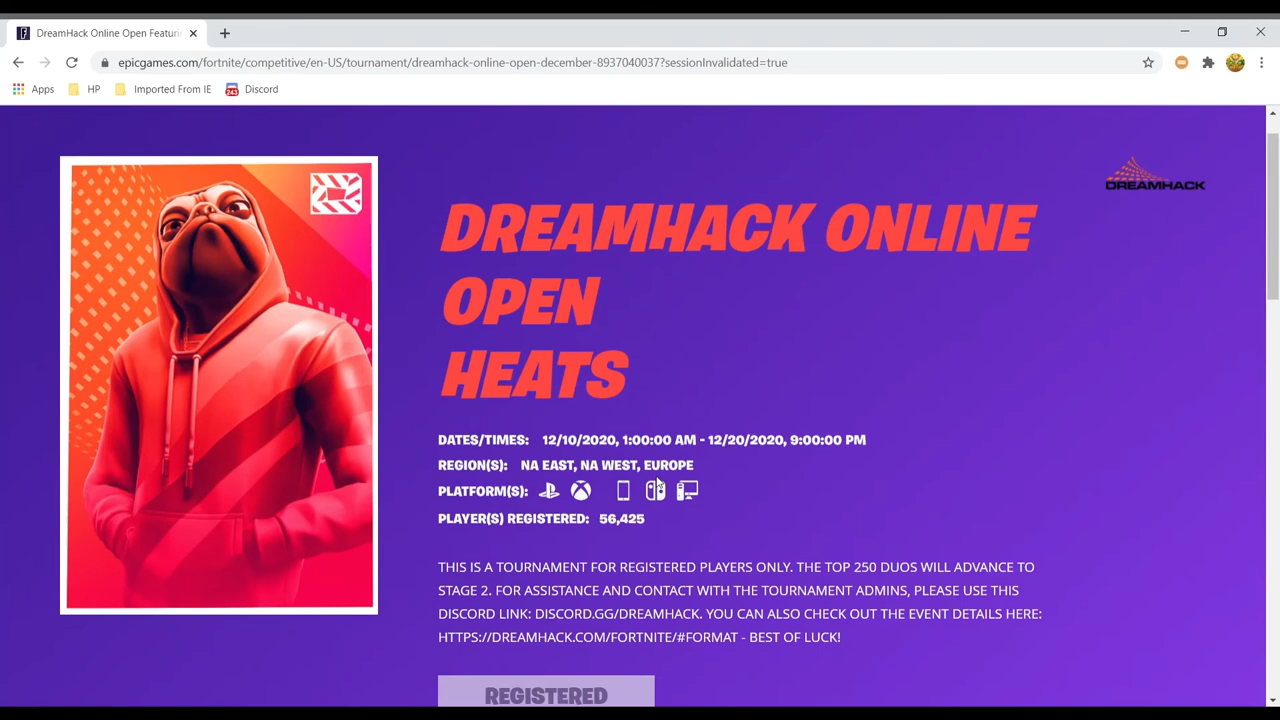 DreamHack Online Open Featuri
epicgames.com/fortnite/competitive/en-US/tournament/dreamhack-online-open-december-8937040037?sessionInvalidated=true
Apps HP Imported From IE 243 Discord
DREAMHACK
DREAMHACK ONLINE
OPEN
HEATS
DATES/TIMES: 12/10/2020, 1:00:00 AM - 12/20/2020, 9:00:00 PM
REGION(S): NA EAST, NA WEST, EUROPE
PLATFORM(S):
PLAYER(S) REGISTERED: 56,425
THIS IS A TOURNAMENT FOR REGISTERED PLAYERS ONLY. THE TOP 250 DUOS WILL ADVANCE TO
STAGE 2. FOR ASSISTANCE AND CONTACT WITH THE TOURNAMENT ADMINS, PLEASE USE THIS
DISCORD LINK: DISCORD.GG/DREAMHACK. YOU CAN ALSO CHECK OUT THE EVENT DETAILS HERE:
HTTPS://DREAMHACK.COM/FORTNITE/#FORMAT - BEST OF LUCK!
REGISTERED